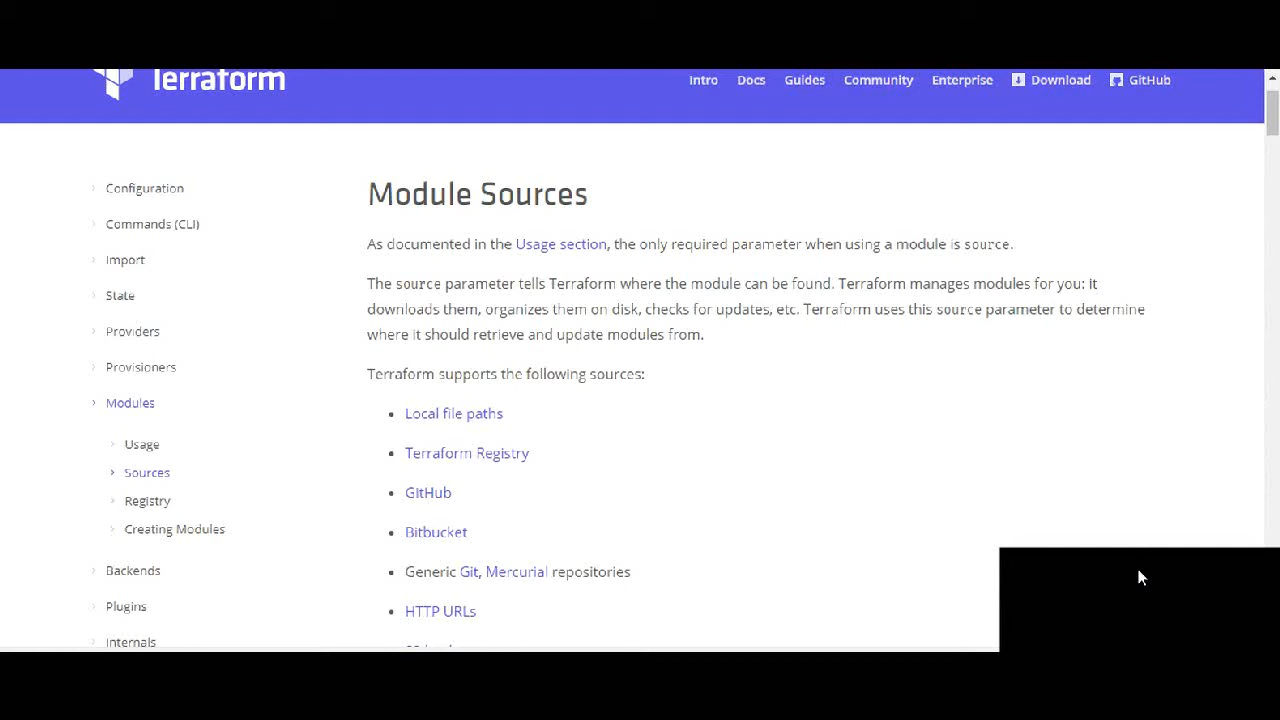 Terraform
Intro Docs Guides Community Enterprise Download GitHub
Configuration
Commands (CLI)
Import
State
Providers
Provisioners
Modules
Usage
Sources
Registry
Creating Modules
Backends
Plugins
Internals
Module Sources
As documented in the Usage section, the only required parameter when using a module is source.
The source parameter tells Terraform where the module can be found. Terraform manages modules for you: it
downloads them, organizes them on disk, checks for updates, etc. Terraform uses this source parameter to determine
where it should retrieve and update modules from.
Terraform supports the following sources:
Local file paths
Terraform Registry
GitHub
Bitbucket
Generic Git, Mercurial repositories
HTTP URLs